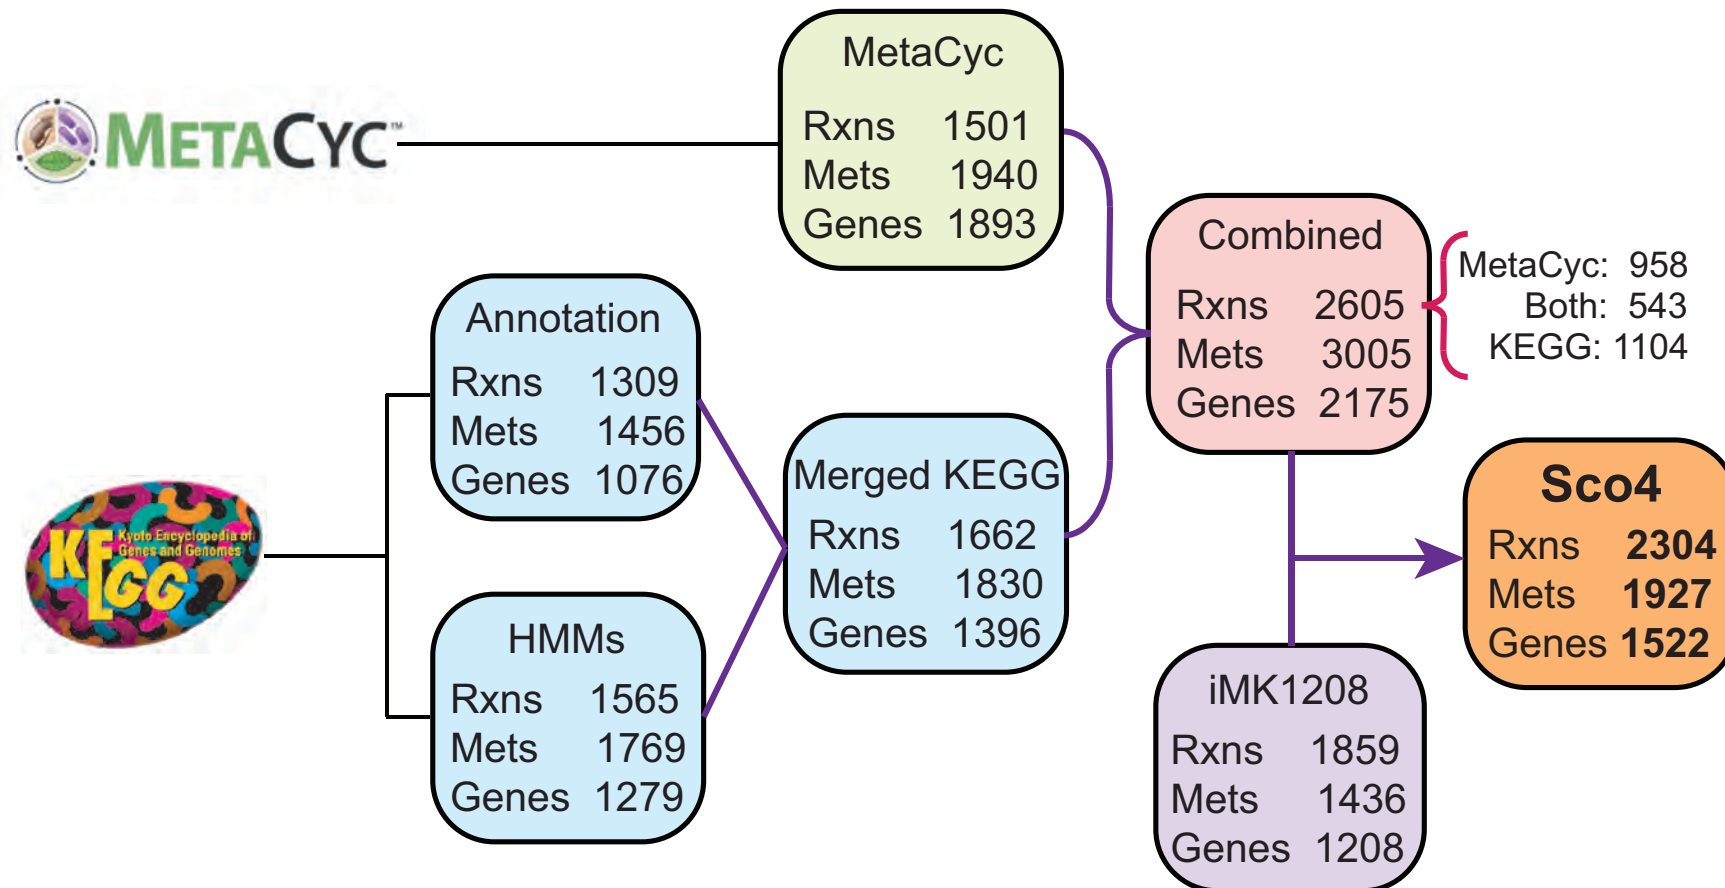 METACYC™
MetaCyc
Rxns 1501
Mets 1940
Genes 1893
Combined
Rxns 2605
Mets 3005
Genes 2175
MetaCyc: 958
Both: 543
KEGG: 1104
Annotation
Rxns 1309
Mets 1456
Genes 1076
Merged KEGG
Rxns 1662
Mets 1830
Genes 1396
Sco4
Rxns 2304
Mets 1927
Genes 1522
KEGG
Kyoto Encyclopedia of
Genes and Genomes
HMMs
Rxns 1565
Mets 1769
Genes 1279
iMK1208
Rxns 1859
Mets 1436
Genes 1208